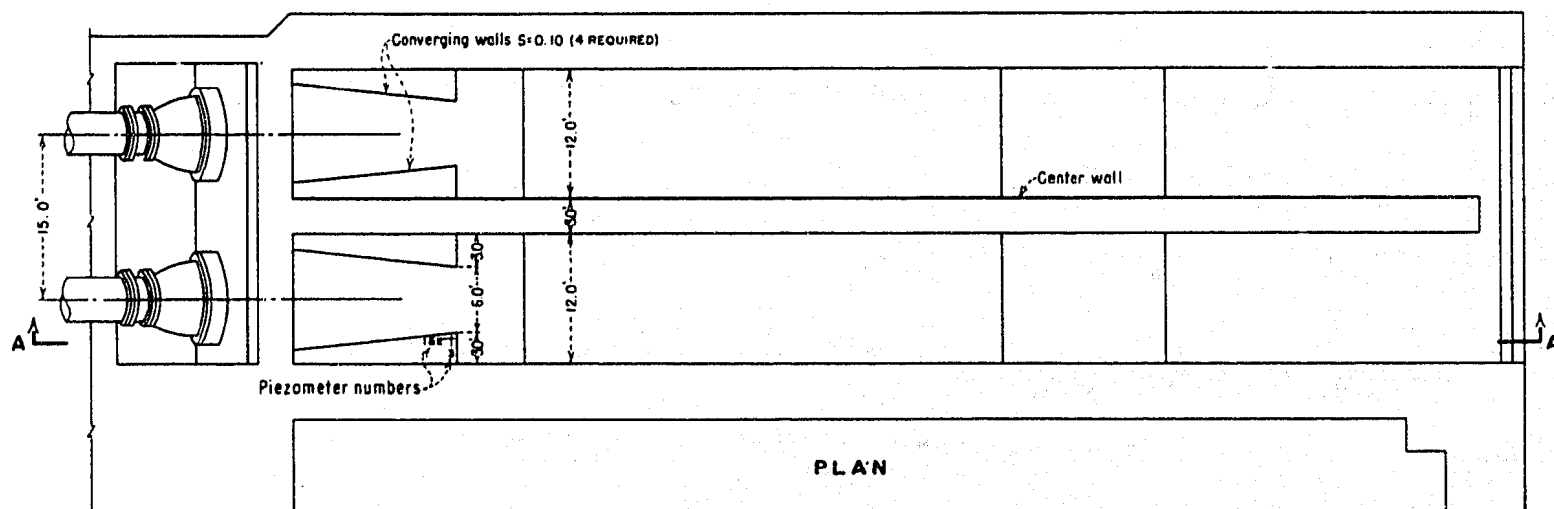 Converging walls S=0.10 (4 REQUIRED)
12.0'
Center wall
15.0'
3.0'
3.0'
6.0'
3.0'
12.0'
A
A
Piezometer numbers
PLAN